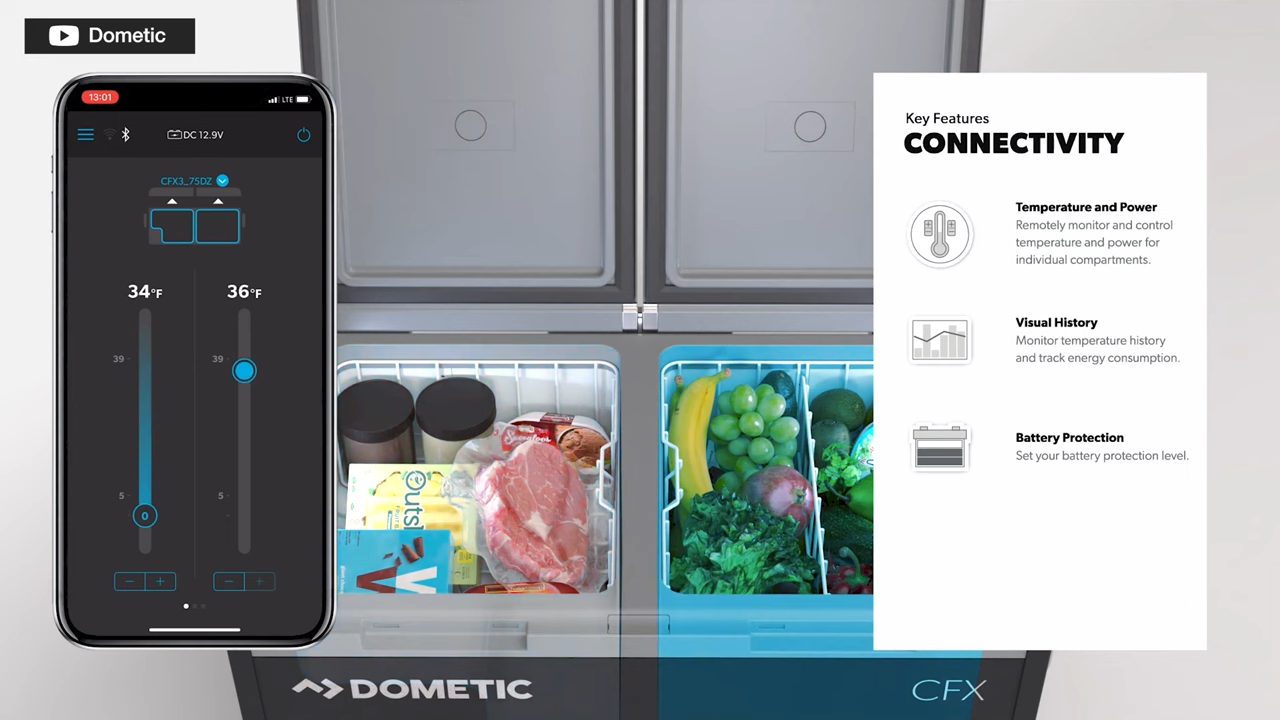 Dometic
13:01
LTE
DC 12.9V
CFX3_75DZ
34°F
36°F
39
39
5
5
0
Outshi
FRUIT B
V
Key Features
CONNECTIVITY
Temperature and Power
Remotely monitor and control
temperature and power for
individual compartments.
Visual History
Monitor temperature history
and track energy consumption.
Battery Protection
Set your battery protection level.
DOMETIC
CFX